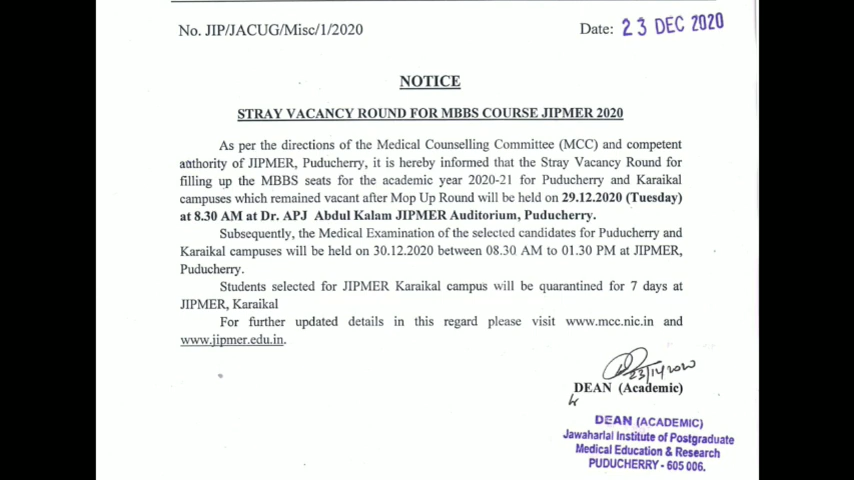 No. JIP/JACUG/Misc/1/2020
Date: 23 DEC 2020
NOTICE
STRAY VACANCY ROUND FOR MBBS COURSE JIPMER 2020
As per the directions of the Medical Counselling Committee (MCC) and competent
authority of JIPMER, Puducherry, it is hereby informed that the Stray Vacancy Round for
filling up the MBBS seats for the academic year 2020-21 for Puducherry and Karaikal
campuses which remained vacant after Mop Up Round will be held on 29.12.2020 (Tuesday)
at 8.30 AM at Dr. APJ Abdul Kalam JIPMER Auditorium, Puducherry.
Subsequently, the Medical Examination of the selected candidates for Puducherry and
Karaikal campuses will be held on 30.12.2020 between 08.30 AM to 01.30 PM at JIPMER,
Puducherry.
Students selected for JIPMER Karaikal campus will be quarantined for 7 days at
JIPMER, Karaikal
For further updated details in this regard please visit www.mcc.nic.in and
www.jipmer.edu.in.
DEAN (Academic)
DEAN (ACADEMIC)
Jawaharlal Institute of Postgraduate
Medical Education & Research
PUDUCHERRY - 605 006.